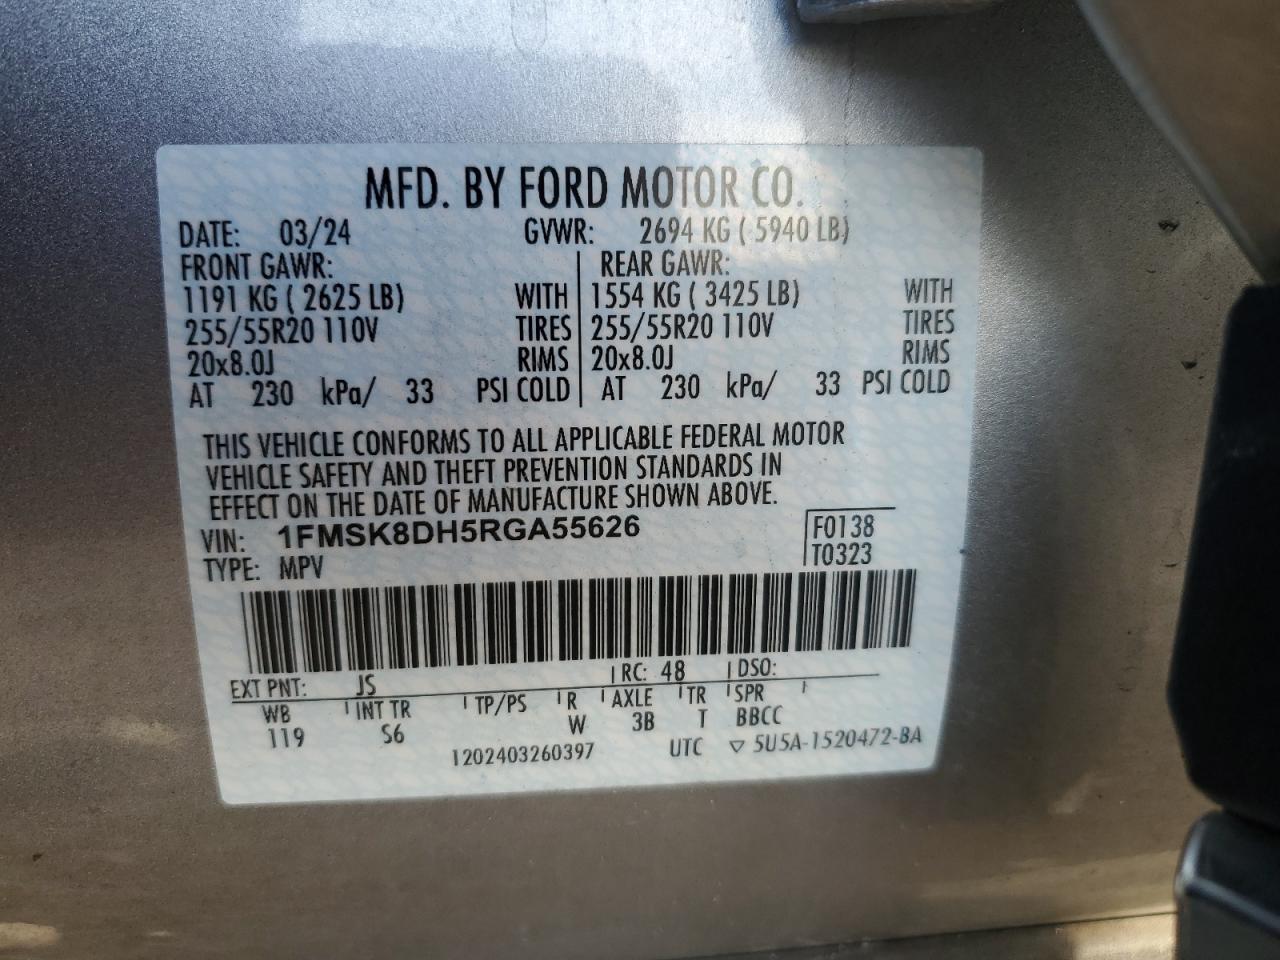 MFD. BY FORD MOTOR CO.
DATE: 03/24 GVWR: 2694 KG ( 5940 LB)
FRONT GAWR: REAR GAWR:
1191 KG ( 2625 LB) WITH 1554 KG ( 3425 LB) WITH
255/55R20 110V TIRES 255/55R20 110V TIRES
20x8.0J RIMS 20x8.0J RIMS
AT 230 kPa/ 33 PSI COLD AT 230 kPa/ 33 PSI COLD
THIS VEHICLE CONFORMS TO ALL APPLICABLE FEDERAL MOTOR
VEHICLE SAFETY AND THEFT PREVENTION STANDARDS IN
EFFECT ON THE DATE OF MANUFACTURE SHOWN ABOVE.
VIN: 1FMSK8DH5RGA55626 F0138
TYPE: MPV T0323
EXT PNT: JS RC: 48 DSO:
WB INT TR TP/PS R AXLE TR SPR
119 S6 W 3B T BBCC
1202403260397 UTC ▽ 5U5A-1520472-BA